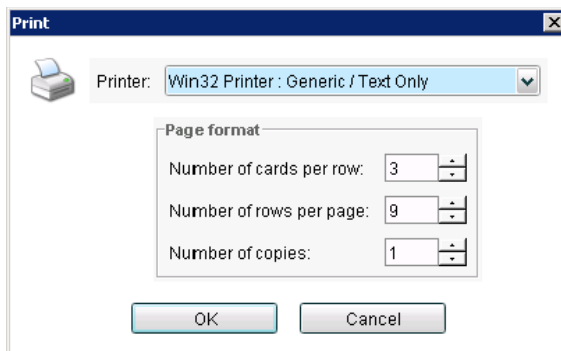 Print
Printer: Win32 Printer : Generic / Text Only
Page format
Number of cards per row: 3
Number of rows per page: 9
Number of copies: 1
OK Cancel